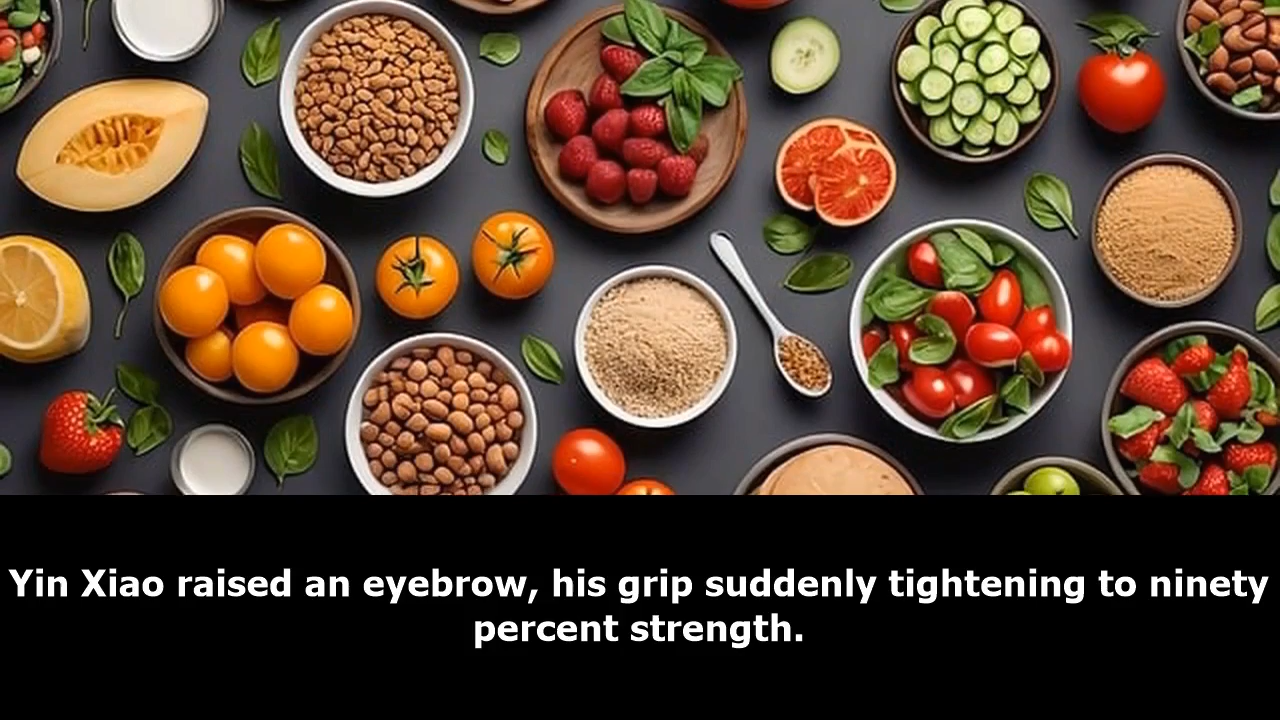 Yin Xiao raised an eyebrow, his grip suddenly tightening to ninety
percent strength.